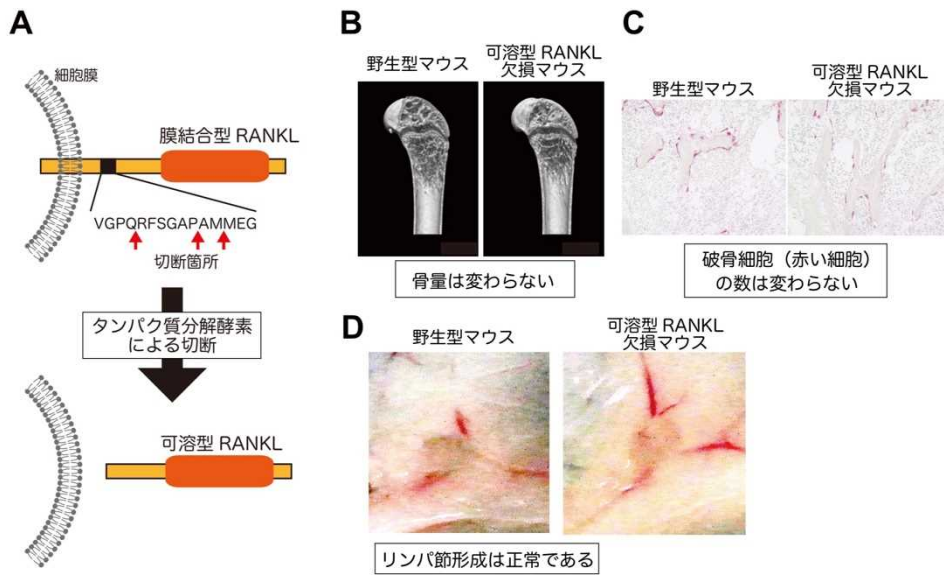 A
細胞膜
膜結合型 RANKL
VGPQRFSGAPAMMEG
切断箇所
タンパク質分解酵素
による切断
可溶型 RANKL
B
野生型マウス
可溶型 RANKL
欠損マウス
骨量は変わらない
C
野生型マウス
可溶型 RANKL
欠損マウス
破骨細胞（赤い細胞）
の数は変わらない
D
野生型マウス
可溶型 RANKL
欠損マウス
リンパ節形成は正常である